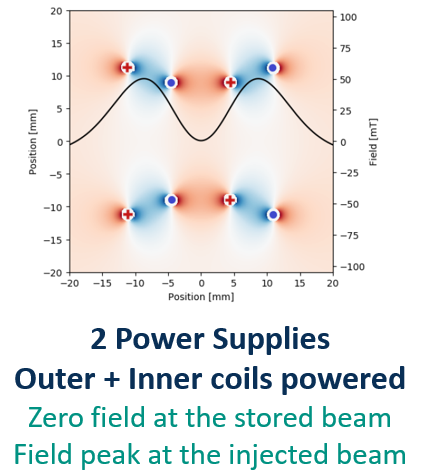 20
15
10
5
0
−5
−10
−15
−20
Position [mm]
100
75
50
25
0
−25
−50
−75
−100
Field [mT]
−20 −15 −10 −5 0 5 10 15 20
Position [mm]
2 Power Supplies
Outer + Inner coils powered
Zero field at the stored beam
Field peak at the injected beam